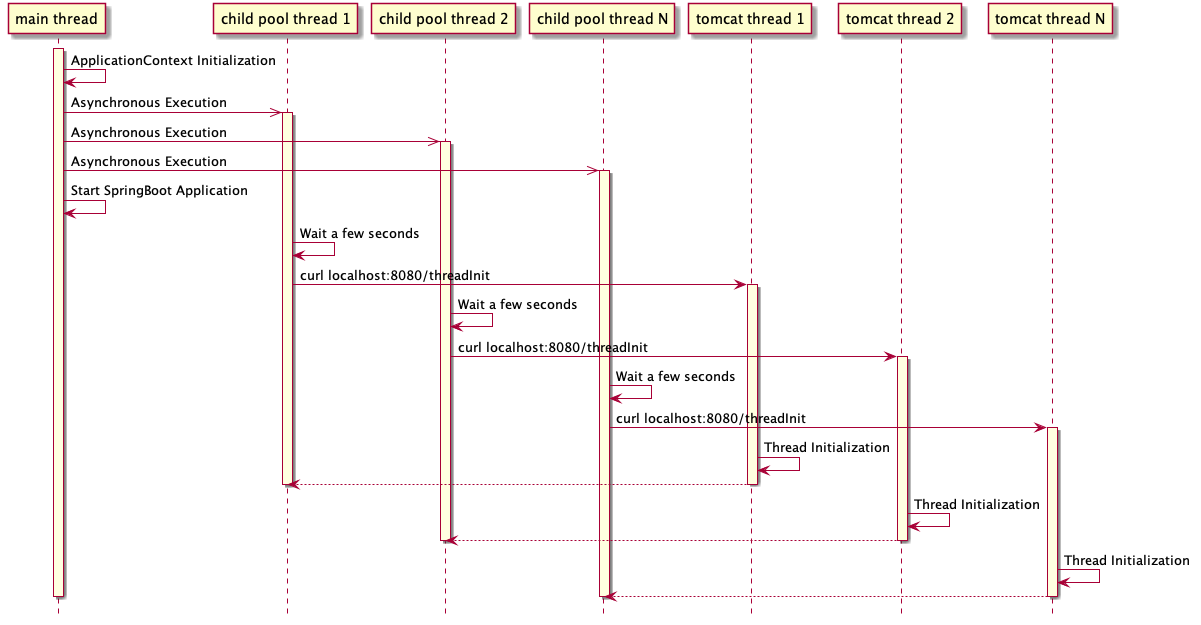 main thread
child pool thread 1
child pool thread 2
child pool thread N
tomcat thread 1
tomcat thread 2
tomcat thread N
ApplicationContext Initialization
Asynchronous Execution
Asynchronous Execution
Asynchronous Execution
Start SpringBoot Application
Wait a few seconds
curl localhost:8080/threadInit
Wait a few seconds
curl localhost:8080/threadInit
Wait a few seconds
curl localhost:8080/threadInit
Thread Initialization
Thread Initialization
Thread Initialization